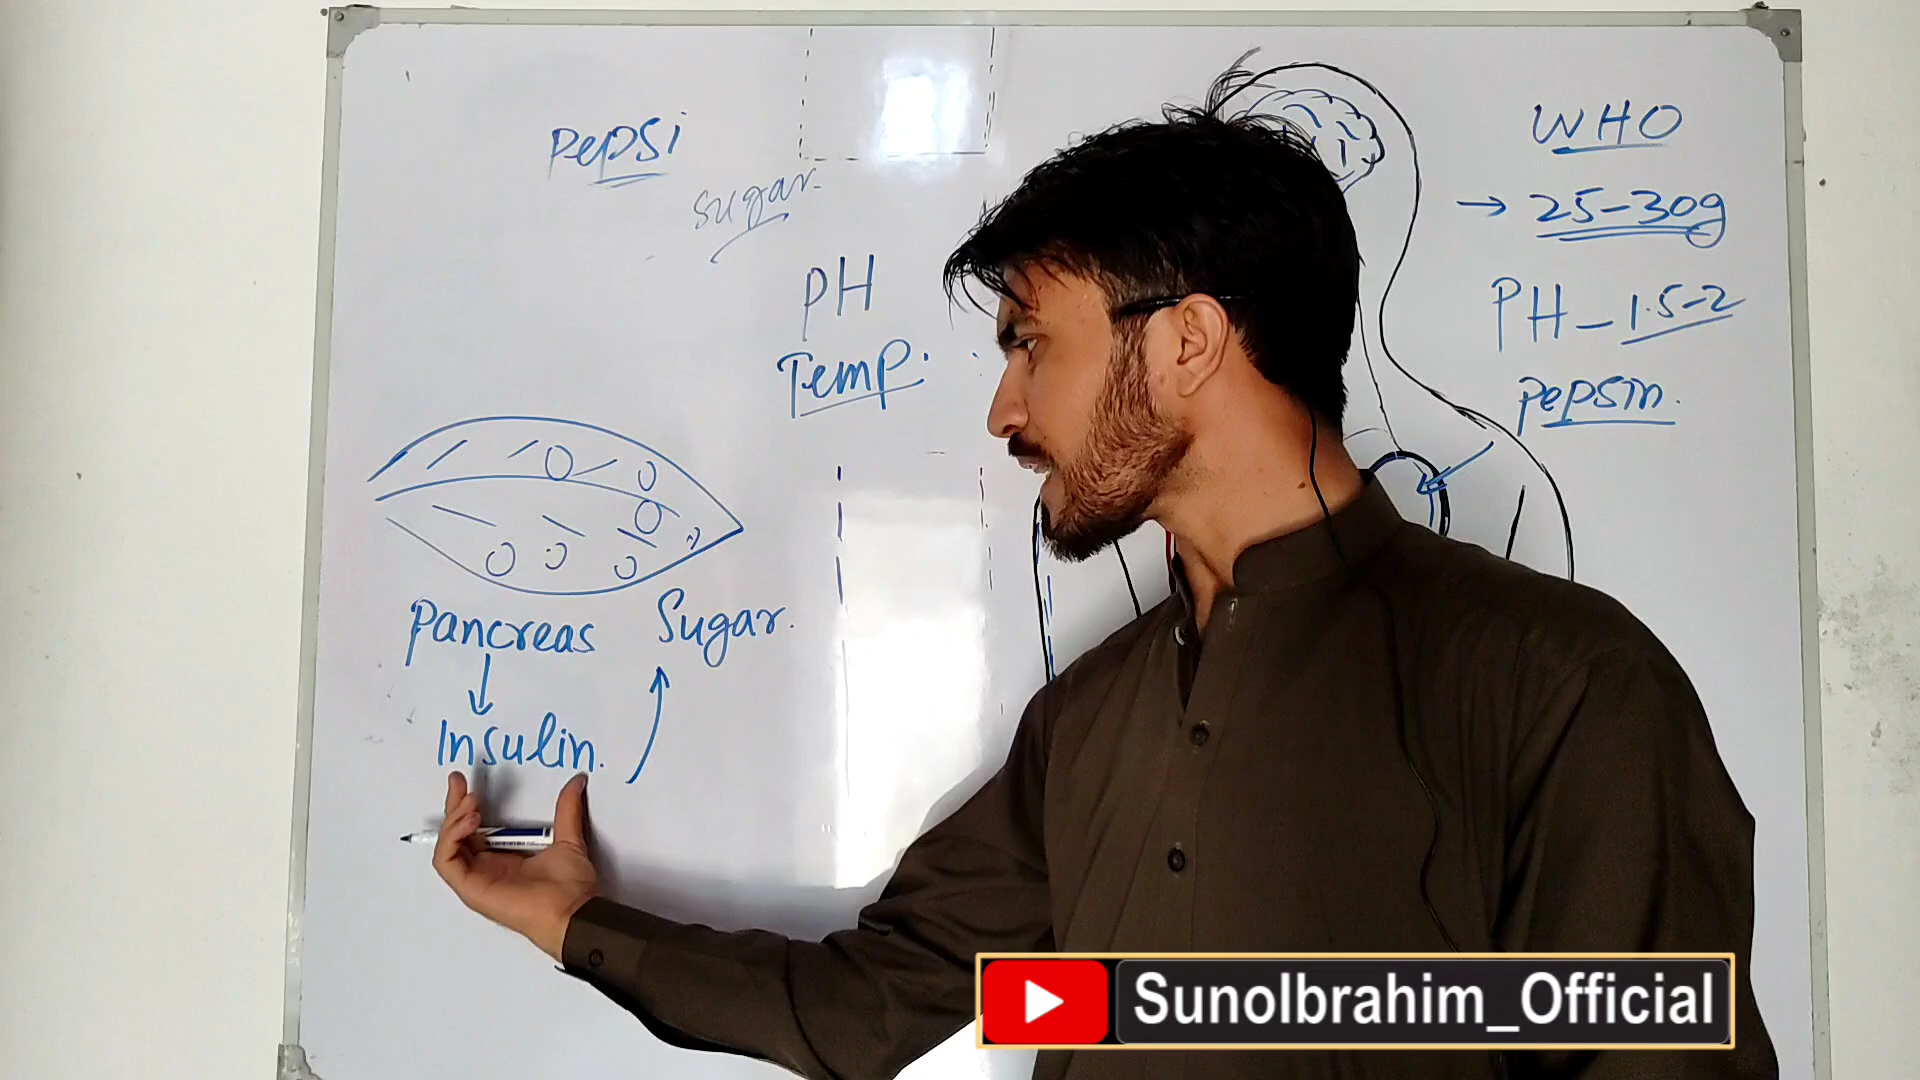 Pepsi
sugar.
PH
Temp.
WHO
→ 25-30g
PH - 1.5-2
pepsin.
Pancreas
Sugar.
↓
Insulin.
SunoIbrahim_Official